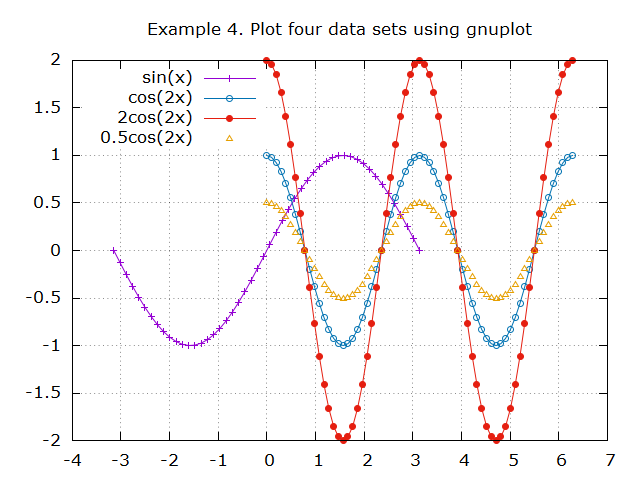 Example 4. Plot four data sets using gnuplot
2
1.5
1
0.5
0
-0.5
-1
-1.5
-2
sin(x)
cos(2x)
2cos(2x)
0.5cos(2x)
-4 -3 -2 -1 0 1 2 3 4 5 6 7